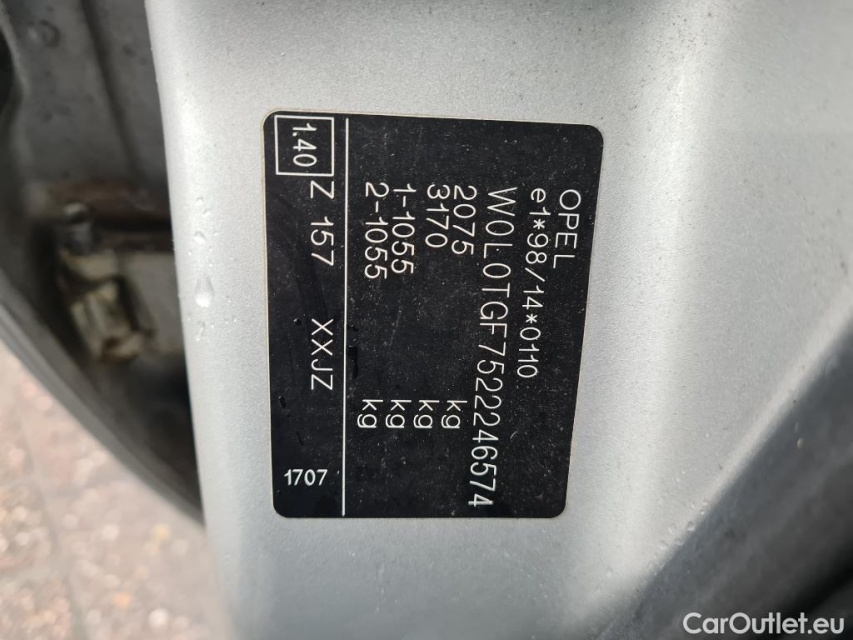 OPEL
e1*98/14*0110
W0L0TGF7522246574
2075 kg
3170 kg
1-1055 kg
2-1055 kg
1.40 Z 157 XXJZ 1707
CarOutlet.eu